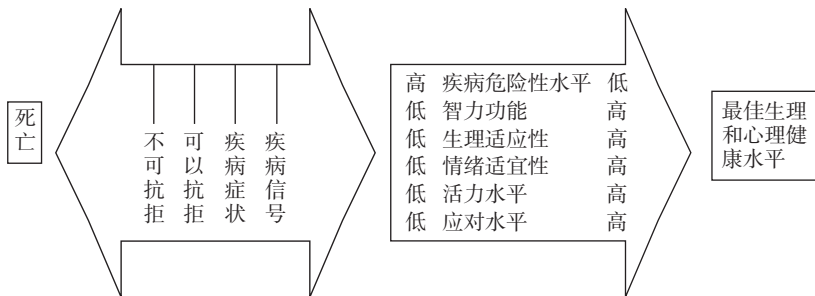 死亡
不可抗拒
可以抗拒
疾病症状
疾病信号
高 疾病危险性水平 低
低 智力功能 高
低 生理适应性 高
低 情绪适宜性 高
低 活力水平 高
低 应对水平 高
最佳生理
和心理健
康水平